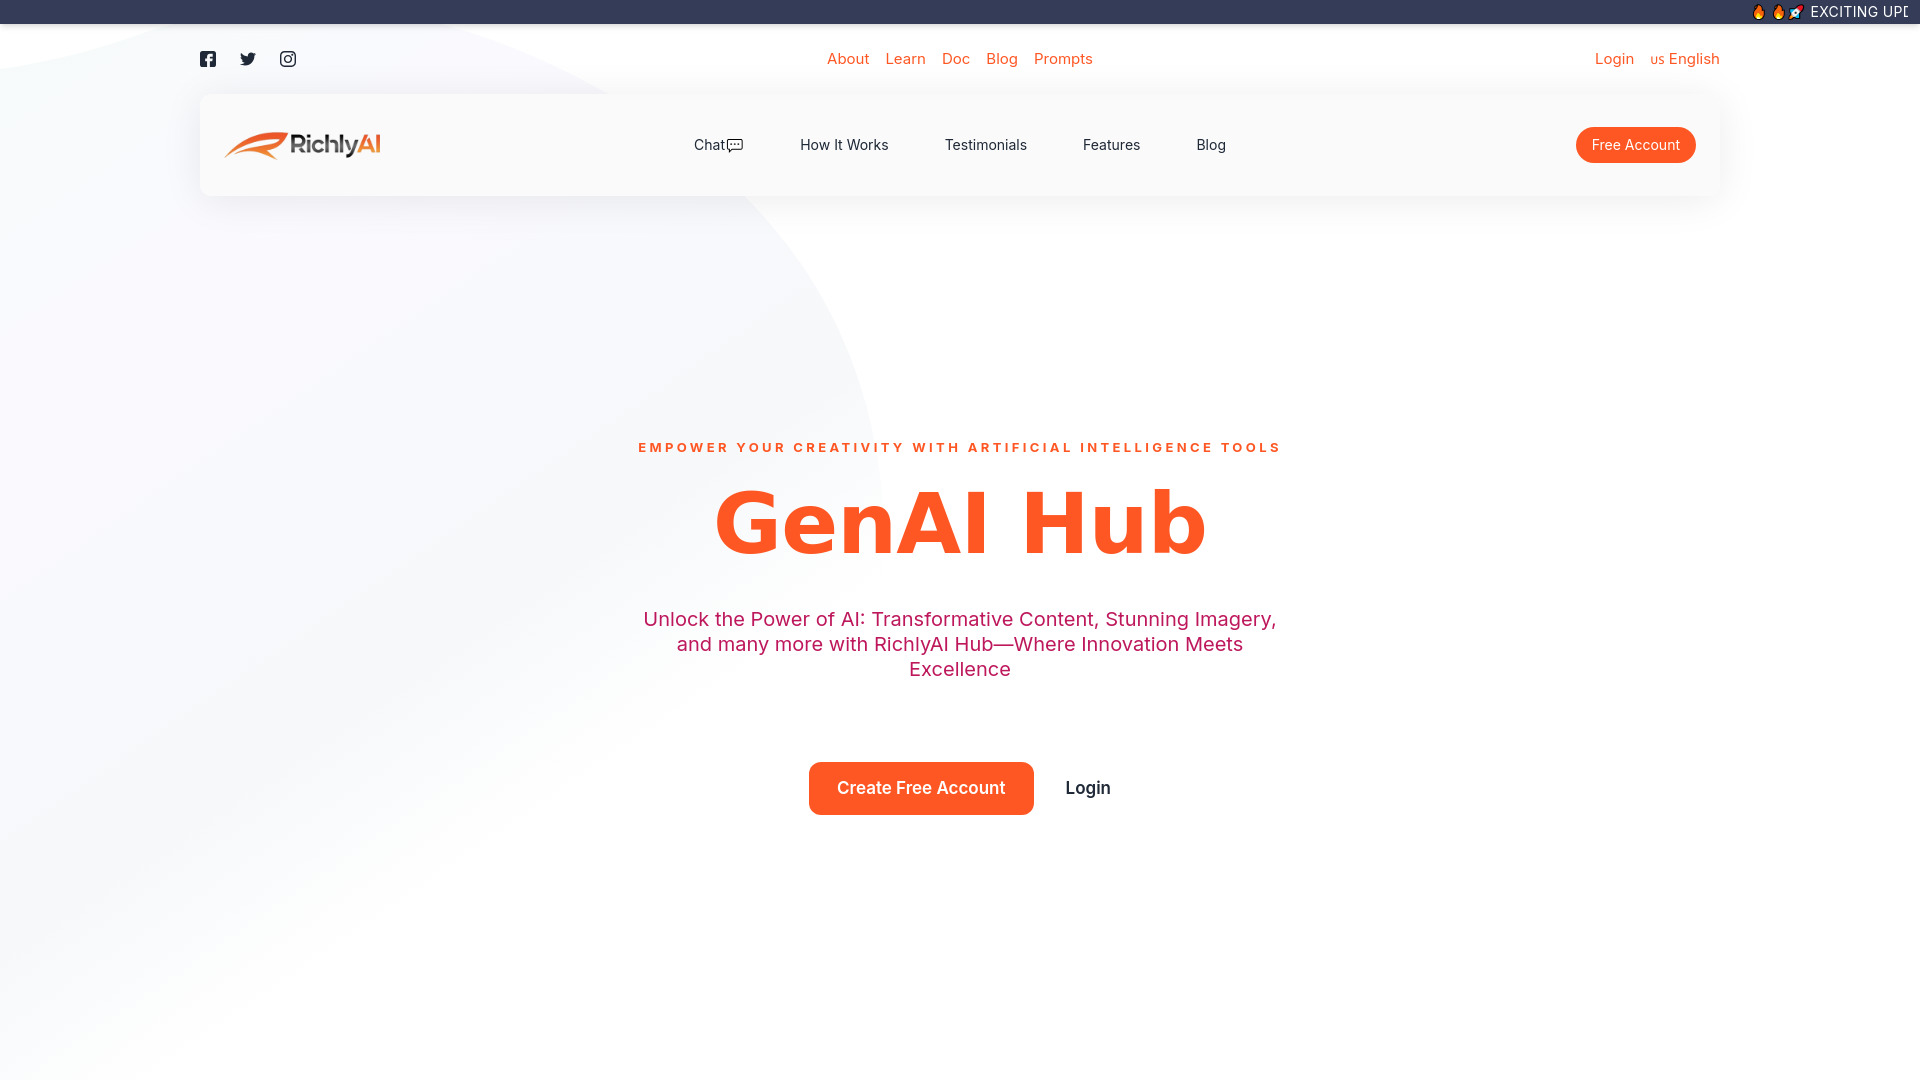 🔥 🔥🚀 EXCITING
About Learn Doc Blog Prompts
Login us English
RichlyAI
Chat How It Works Testimonials Features Blog
Free Account
EMPOWER YOUR CREATIVITY WITH ARTIFICIAL INTELLIGENCE TOOLS
GenAI Hub
Unlock the Power of AI: Transformative Content, Stunning Imagery,
and many more with RichlyAI Hub—Where Innovation Meets
Excellence
Create Free Account Login